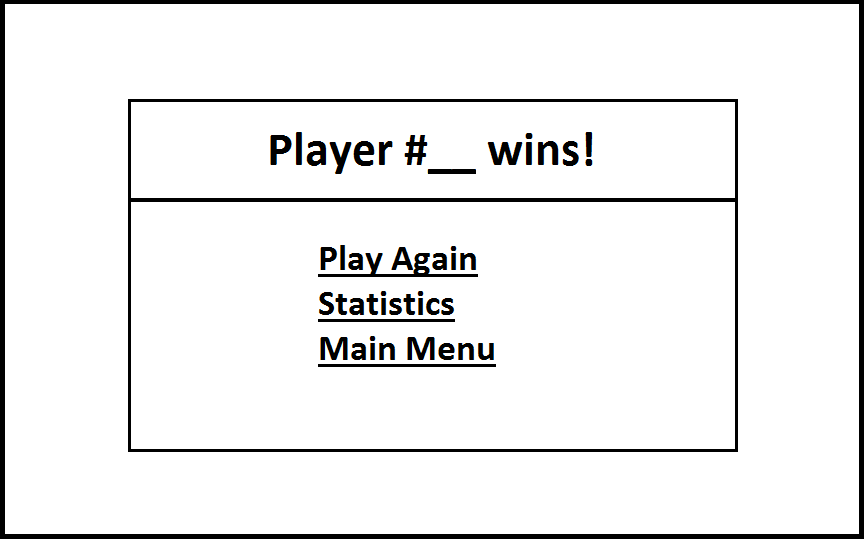 Player #__ wins!
Play Again
Statistics
Main Menu